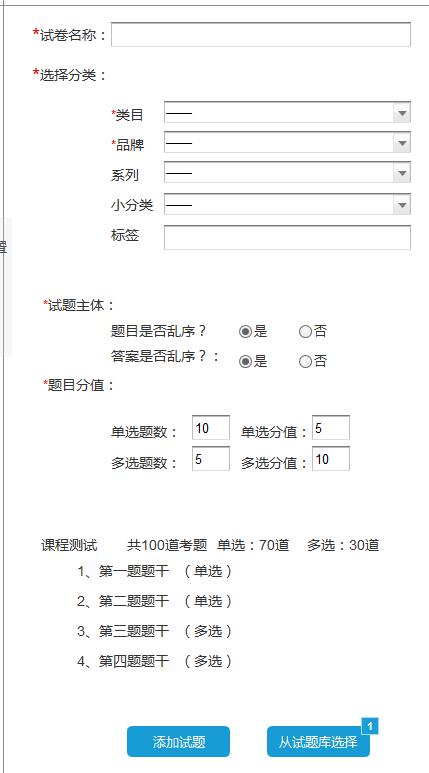 *试卷名称：
*选择分类：
*类目 ——
*品牌 ——
系列 ——
小分类 ——
标签
置
*试题主体：
题目是否乱序？ 是 否
答案是否乱序？： 是 否
*题目分值：
单选题数： 10 单选分值： 5
多选题数： 5 多选分值： 10
课程测试 共100道考题 单选：70道 多选：30道
1、第一题题干 （单选）
2、第二题题干 （单选）
3、第三题题干 （多选）
4、第四题题干 （多选）
添加试题 从试题库选择 1